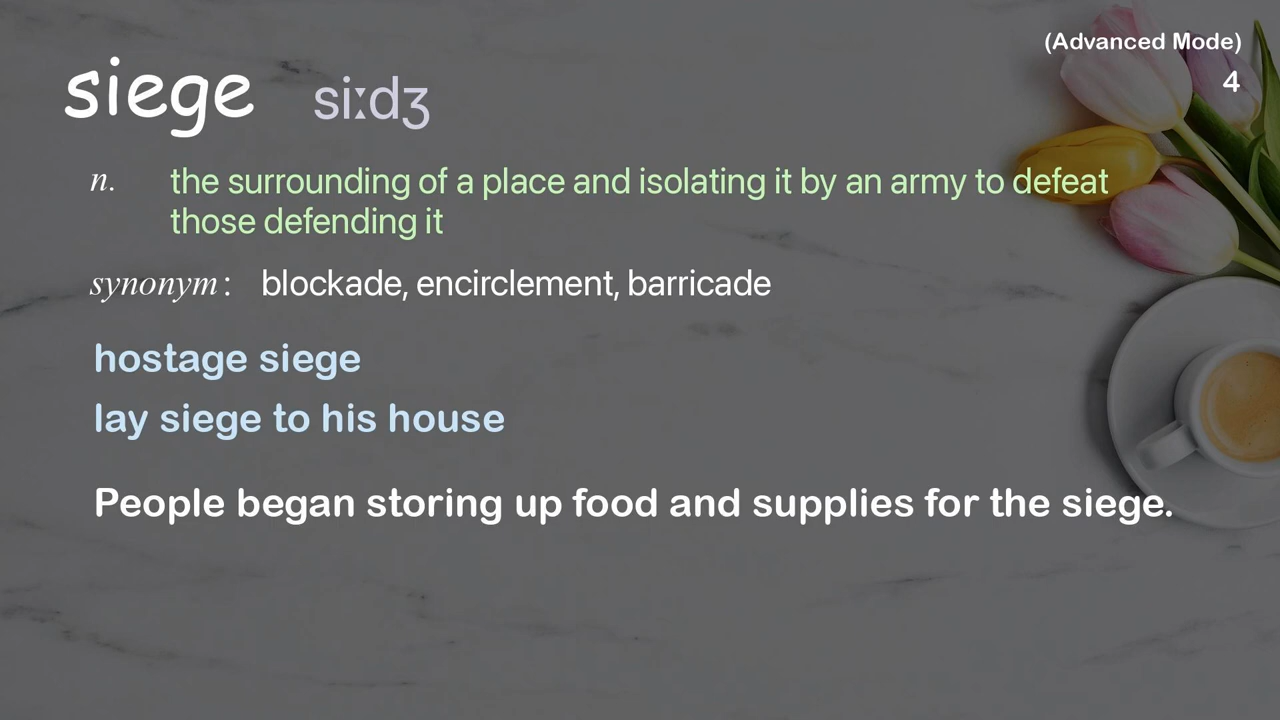 (Advanced Mode)
4
siege siːdʒ
n. the surrounding of a place and isolating it by an army to defeat
those defending it
synonym: blockade, encirclement, barricade
hostage siege
lay siege to his house
People began storing up food and supplies for the siege.